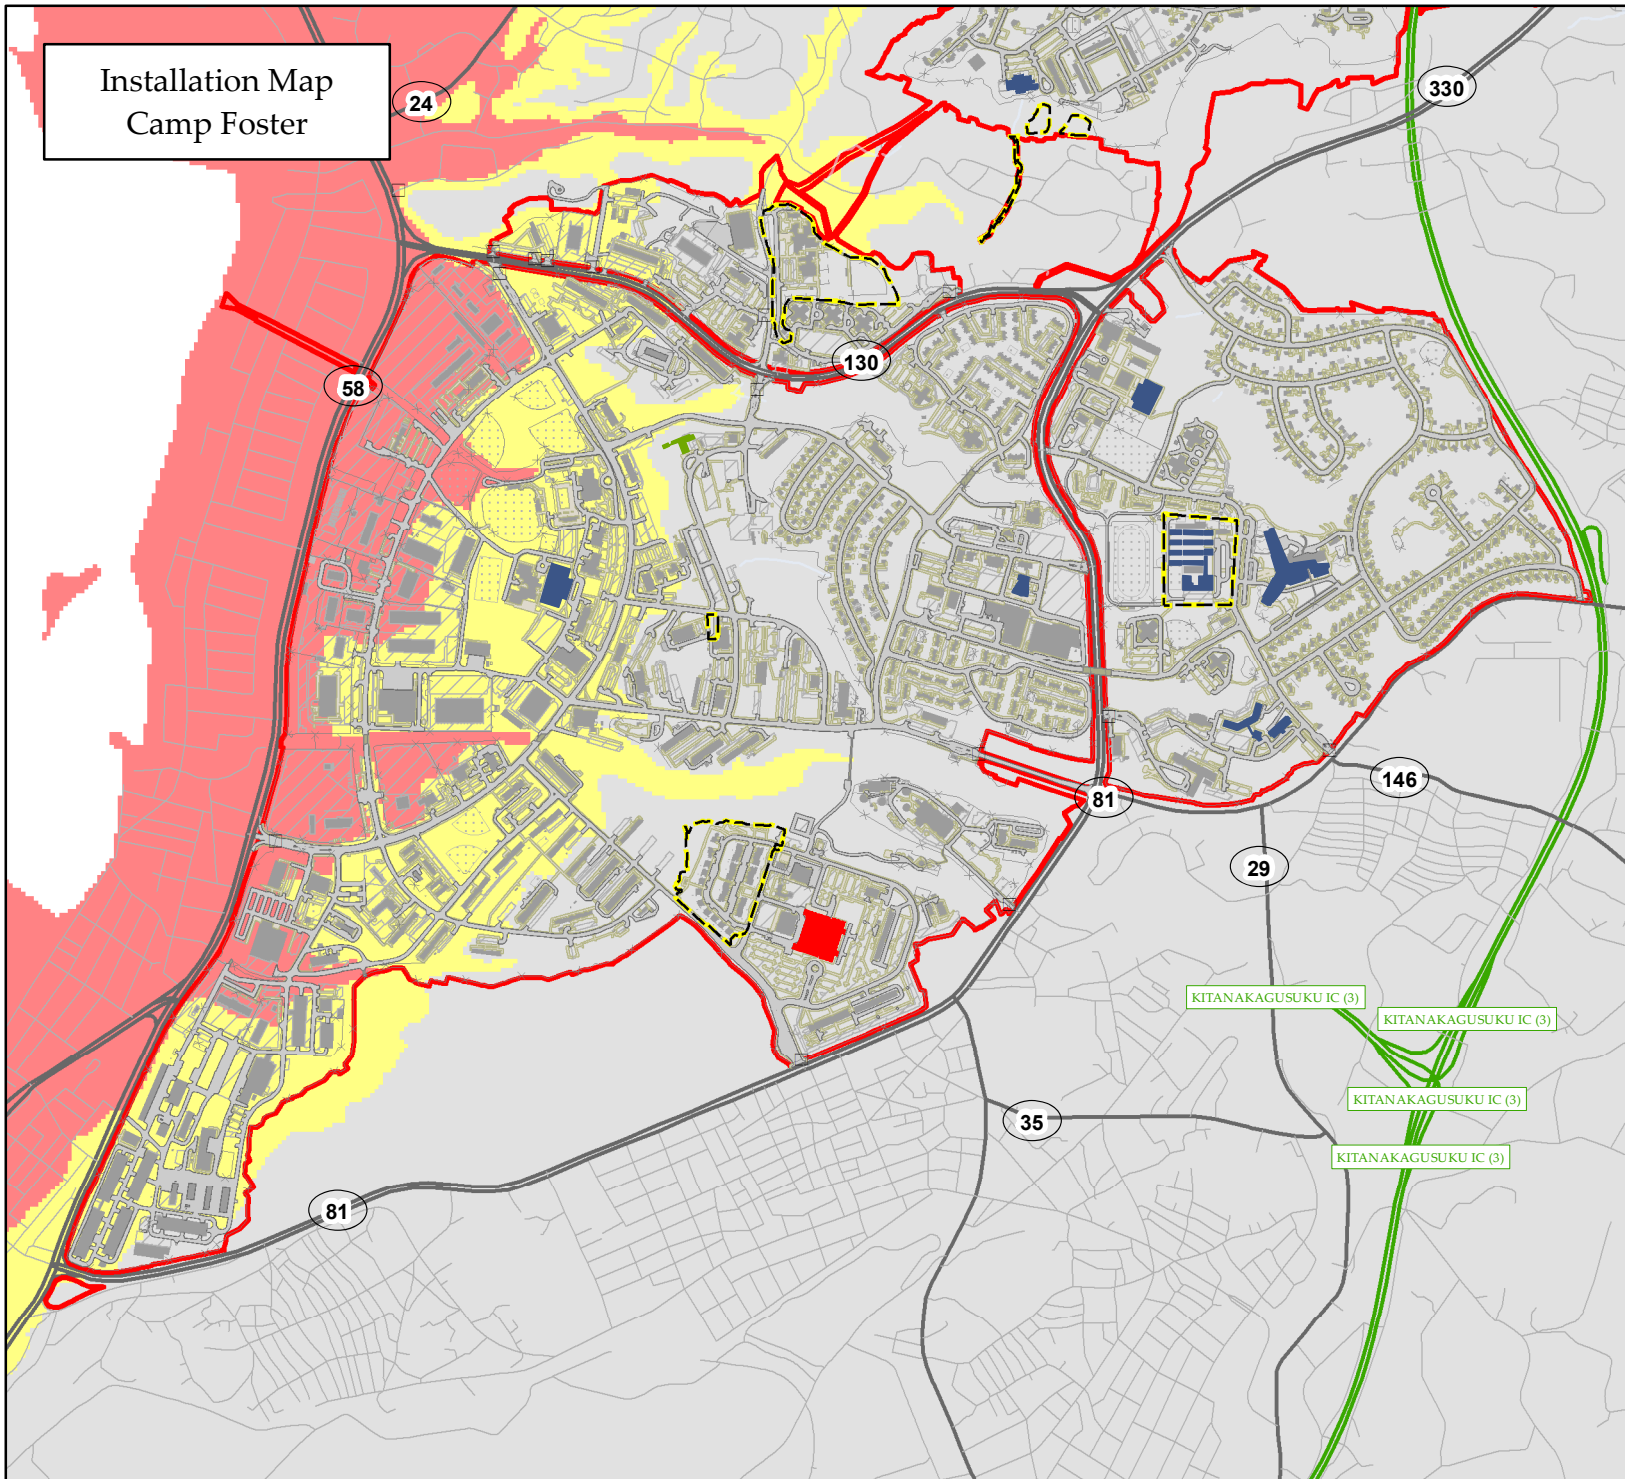 Installation Map
Camp Foster
24
330
58
130
81
146
29
KITANAKAGUSUKU IC (3)
KITANAKAGUSUKU IC (3)
KITANAKAGUSUKU IC (3)
35
KITANAKAGUSUKU IC (3)
81